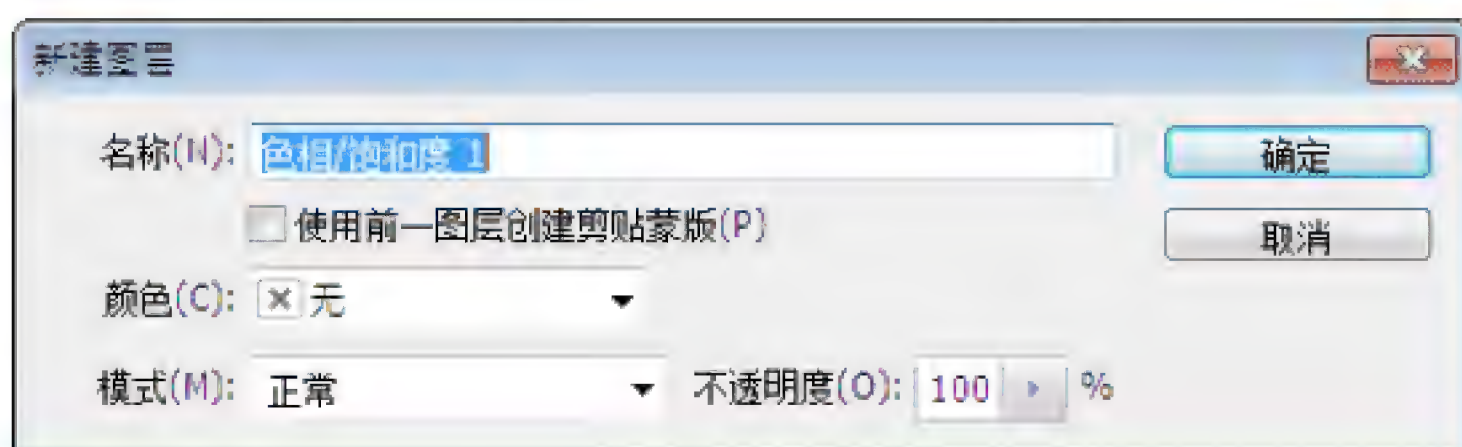 新建图层
名称(N): 色相/饱和度 1
确定
使用前一图层创建剪贴蒙版(P)
取消
颜色(C): 无
模式(M): 正常 不透明度(O): 100 %